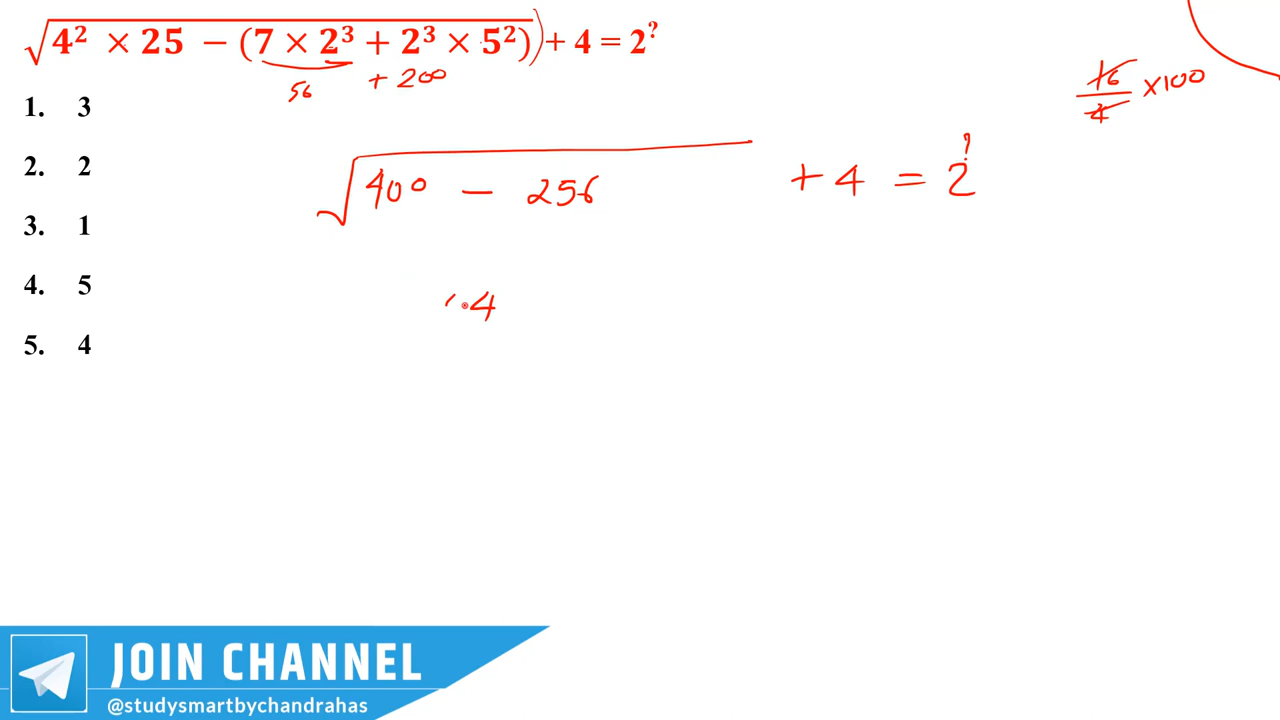 √4² × 25 − (7 × 2³ + 2³ × 5²) + 4 = 2?
56 + 200
16/4 ×100
1. 3
2. 2
√400 − 256 + 4 = 2?
3. 1
4. 5
4
5. 4
JOIN CHANNEL
@studysmartbychandrahas